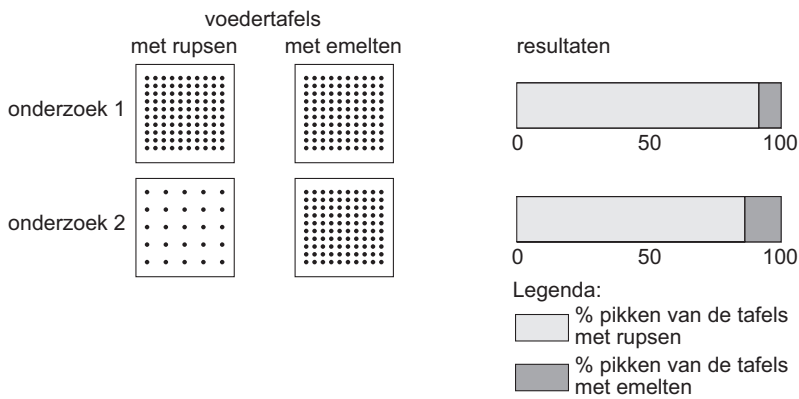 voedertafels
met rupsen met emelten resultaten
onderzoek 1
0 50 100
onderzoek 2
0 50 100
Legenda:
% pikken van de tafels
met rupsen
% pikken van de tafels
met emelten